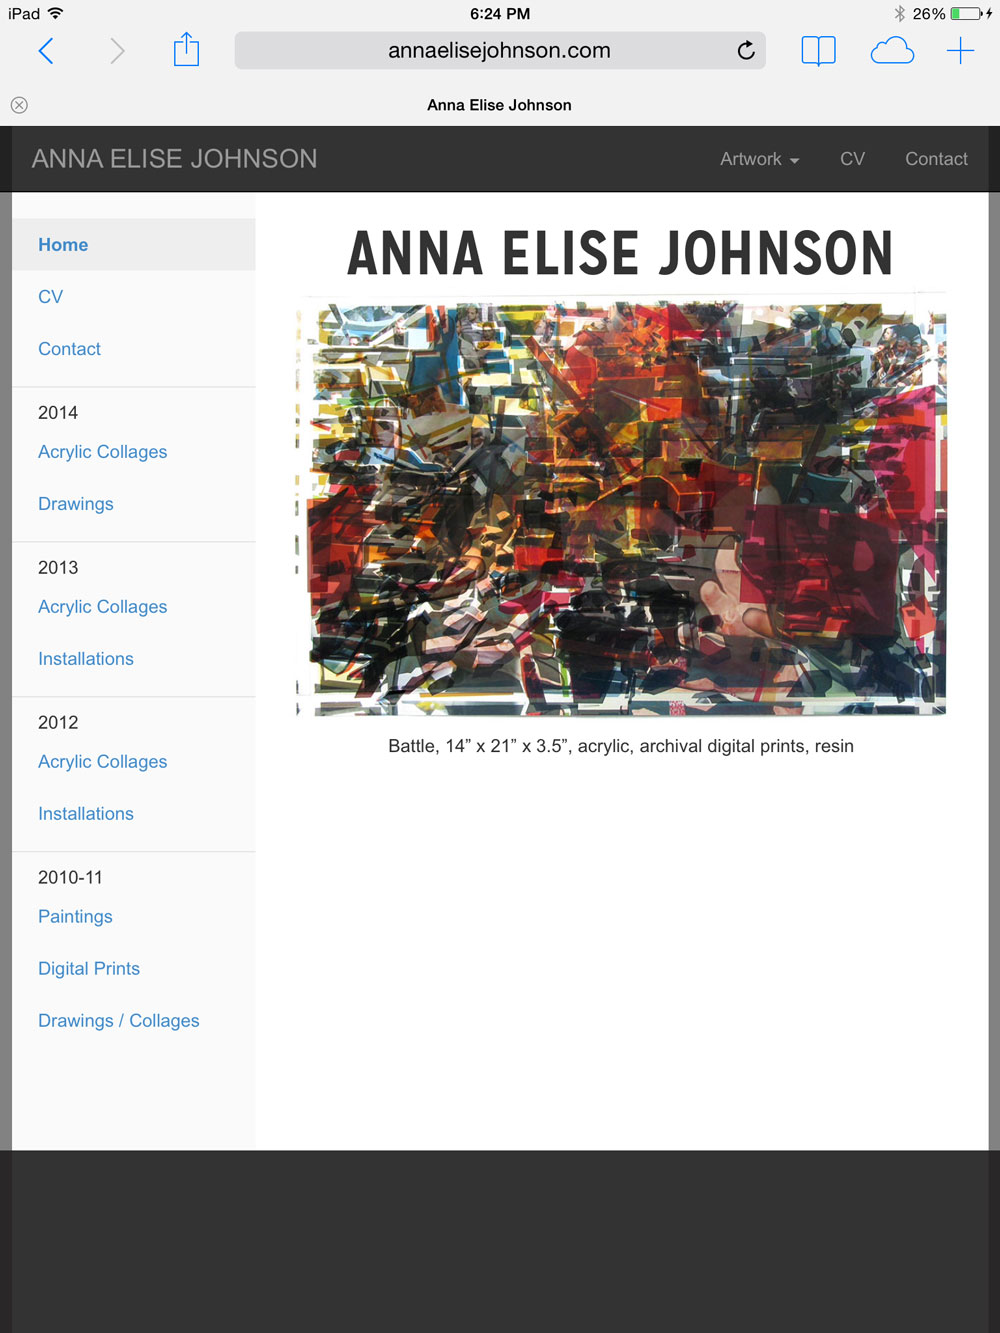 iPad 6:24 PM 26%
annaelisejohnson.com
Anna Elise Johnson
ANNA ELISE JOHNSON Artwork CV Contact
Home
CV
Contact
2014
Acrylic Collages
Drawings
2013
Acrylic Collages
Installations
2012
Acrylic Collages
Installations
2010-11
Paintings
Digital Prints
Drawings / Collages
ANNA ELISE JOHNSON
Battle, 14” x 21” x 3.5”, acrylic, archival digital prints, resin